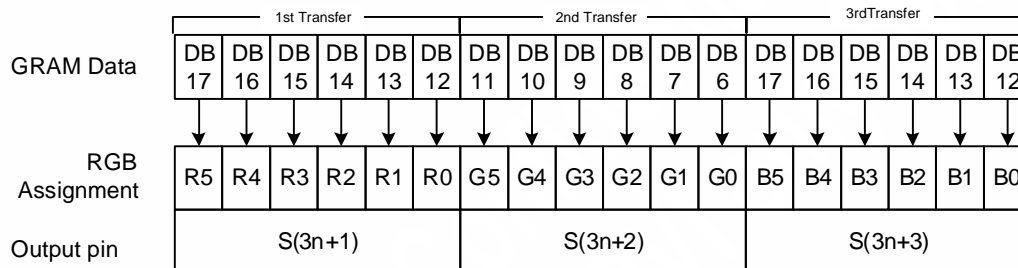 1st Transfer 2nd Transfer 3rdTransfer
GRAM Data DB 17 DB 16 DB 15 DB 14 DB 13 DB 12 DB 11 DB 10 DB 9 DB 8 DB 7 DB 6 DB 17 DB 16 DB 15 DB 14 DB 13 DB 12
RGB Assignment R5 R4 R3 R2 R1 R0 G5 G4 G3 G2 G1 G0 B5 B4 B3 B2 B1 B0
Output pin S(3n+1) S(3n+2) S(3n+3)